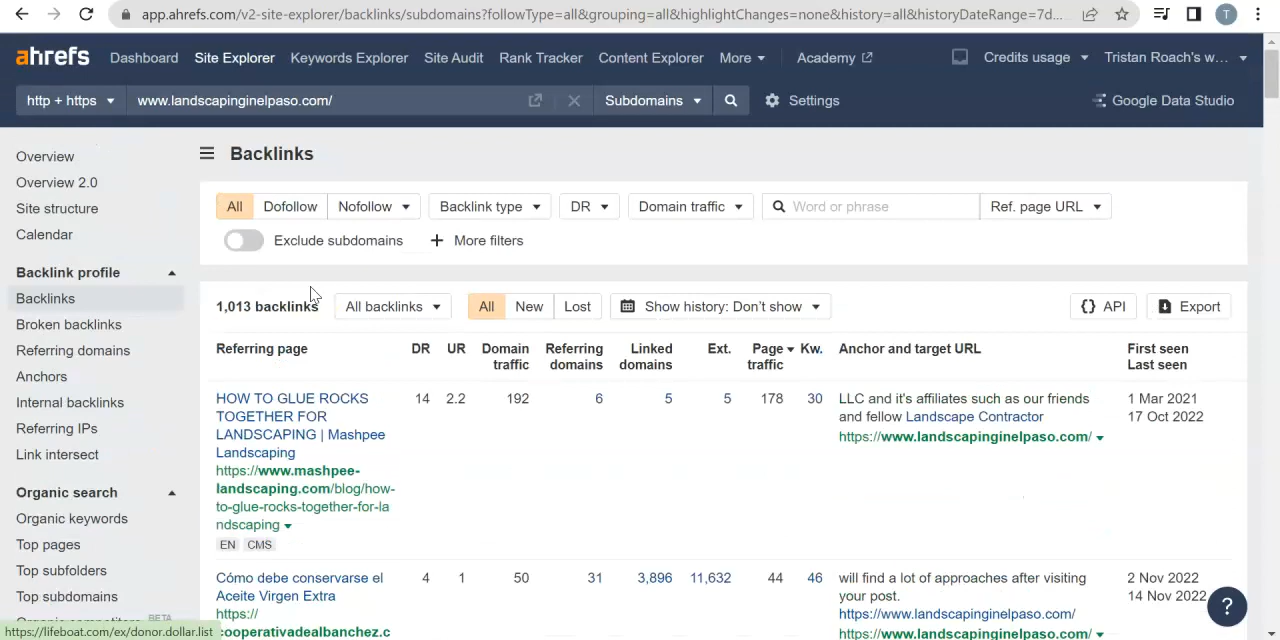 app.ahrefs.com/v2-site-explorer/backlinks/subdomains?followType=all&grouping=all&highlightChanges=none&history=all&historyDateRange=7d...
T
ahrefs Dashboard Site Explorer Keywords Explorer Site Audit Rank Tracker Content Explorer More Academy Credits usage Tristan Roach's w...
http + https www.landscapinginelpaso.com/ Subdomains Settings Google Data Studio
Overview
Overview 2.0
Site structure
Calendar
Backlink profile
Backlinks
Broken backlinks
Referring domains
Anchors
Internal backlinks
Referring IPs
Link intersect
Organic search
Organic keywords
Top pages
Top subfolders
Top subdomains
BETA
https://lifeboat.com/ex/donor.dollar.list
Backlinks
All Dofollow Nofollow Backlink type DR Domain traffic Word or phrase Ref. page URL
Exclude subdomains + More filters
1,013 backlinks All backlinks All New Lost Show history: Don't show {} API Export
Referring page DR UR Domain Referring Linked Ext. Page Kw. Anchor and target URL First seen
traffic domains domains traffic Last seen
HOW TO GLUE ROCKS 14 2.2 192 6 5 5 178 30 LLC and it's affiliates such as our friends 1 Mar 2021
TOGETHER FOR and fellow Landscape Contractor 17 Oct 2022
LANDSCAPING | Mashpee https://www.landscapinginelpaso.com/
Landscaping
https://www.mashpee-
landscaping.com/blog/how-
to-glue-rocks-together-for-la
ndscaping
EN CMS
Cómo debe conservarse el 4 1 50 31 3,896 11,632 44 46 will find a lot of approaches after visiting 2 Nov 2022
Aceite Virgen Extra your post. 14 Nov 2022
https:// https://www.landscapinginelpaso.com/
cooperativadealbanchez.c https://www.landscapinginelpaso.com/
?